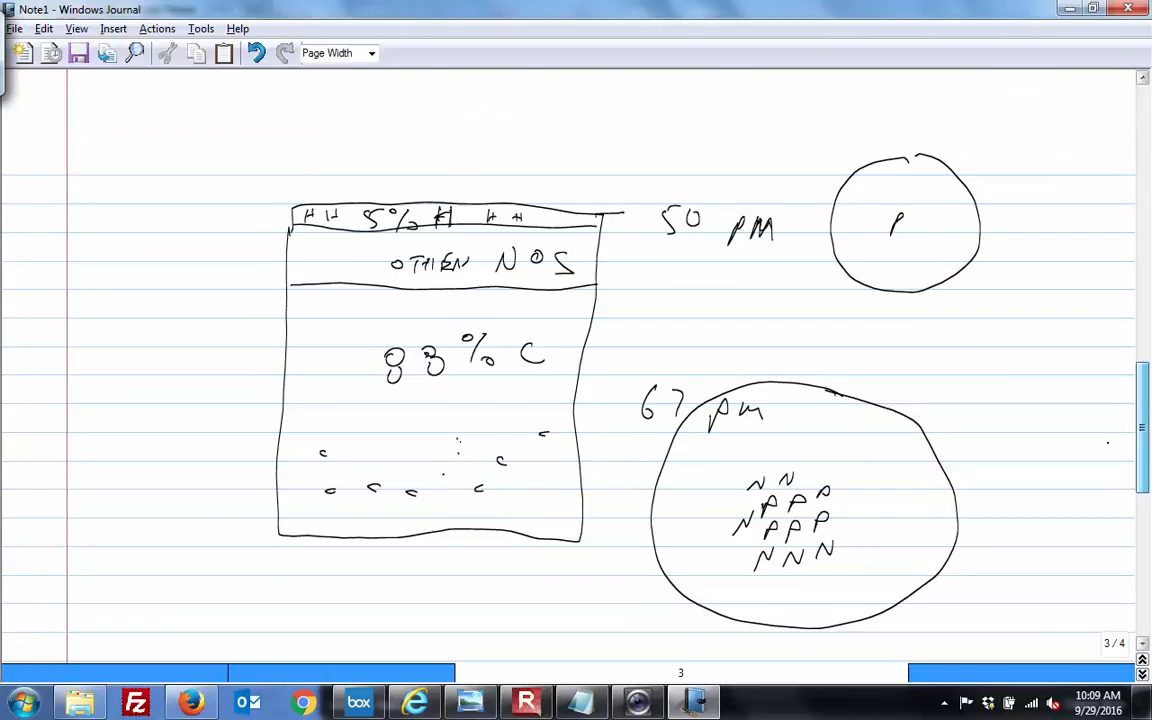 Note1 - Windows Journal
File Edit View Insert Actions Tools Help
Page Width
H H 5% H H H
50 PM
P
OTHER NOS
83% C
67 pm
C C
C C
C C C C
N N
P P P
N P P P
N N N
3 / 4
3
box
10:09 AM
9/29/2016